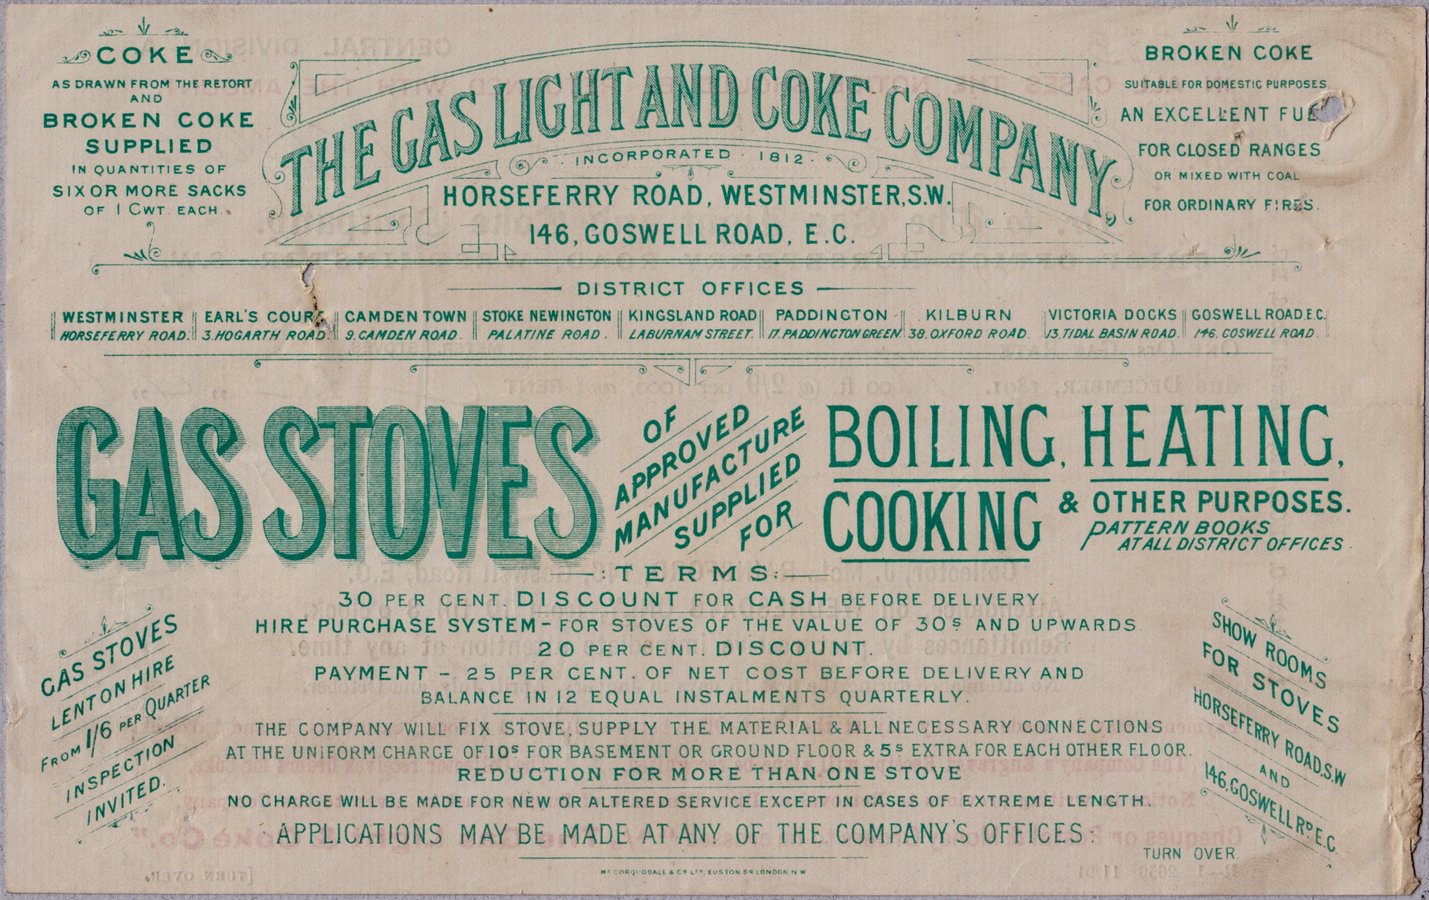 COKE
AS DRAWN FROM THE RETORT
AND
BROKEN COKE
SUPPLIED
IN QUANTITIES OF
SIX OR MORE SACKS
OF 1 CWT EACH.
THE GAS LIGHT AND COKE COMPANY,
INCORPORATED 1812.
HORSEFERRY ROAD, WESTMINSTER, S.W.
146, GOSWELL ROAD, E.C.
BROKEN COKE
SUITABLE FOR DOMESTIC PURPOSES.
AN EXCELLENT
FOR CLOSED RANGES
OR MIXED WITH COAL
FOR ORDINARY FIRES.
DISTRICT OFFICES
WESTMINSTER
HORSEFERRY ROAD.
EARL'S COURT
3. HOGARTH ROAD.
CAMDEN TOWN
9. CAMDEN ROAD.
STOKE NEWINGTON
PALATINE ROAD
KINGSLAND ROAD
LABURNAM STREET.
PADDINGTON
17. PADDINGTON GREEN.
KILBURN
38. OXFORD ROAD.
VICTORIA DOCKS
13. TIDAL BASIN ROAD.
GOSWELL ROAD. E.C.
146. GOSWELL ROAD.
GAS STOVES
OF
APPROVED
MANUFACTURE
SUPPLIED
FOR
BOILING, HEATING,
COOKING & OTHER PURPOSES.
PATTERN BOOKS
AT ALL DISTRICT OFFICES.
TERMS:
30 PER CENT. DISCOUNT FOR CASH BEFORE DELIVERY.
HIRE PURCHASE SYSTEM – FOR STOVES OF THE VALUE OF 30s AND UPWARDS
20 PER CENT. DISCOUNT.
PAYMENT – 25 PER CENT. OF NET COST BEFORE DELIVERY AND
BALANCE IN 12 EQUAL INSTALMENTS QUARTERLY.
THE COMPANY WILL FIX STOVE, SUPPLY THE MATERIAL & ALL NECESSARY CONNECTIONS
AT THE UNIFORM CHARGE OF 10s FOR BASEMENT OR GROUND FLOOR & 5s EXTRA FOR EACH OTHER FLOOR.
REDUCTION FOR MORE THAN ONE STOVE
NO CHARGE WILL BE MADE FOR NEW OR ALTERED SERVICE EXCEPT IN CASES OF EXTREME LENGTH.
APPLICATIONS MAY BE MADE AT ANY OF THE COMPANY'S OFFICES
GAS STOVES
LENT ON HIRE
FROM 1/6 PER QUARTER
INSPECTION
INVITED.
SHOW ROOMS
FOR STOVES
HORSEFERRY ROAD, S.W
AND
146, GOSWELL RD E.C.
TURN OVER.
McCORQUODALE & CO LTD, EUSTON SQ LONDON N W